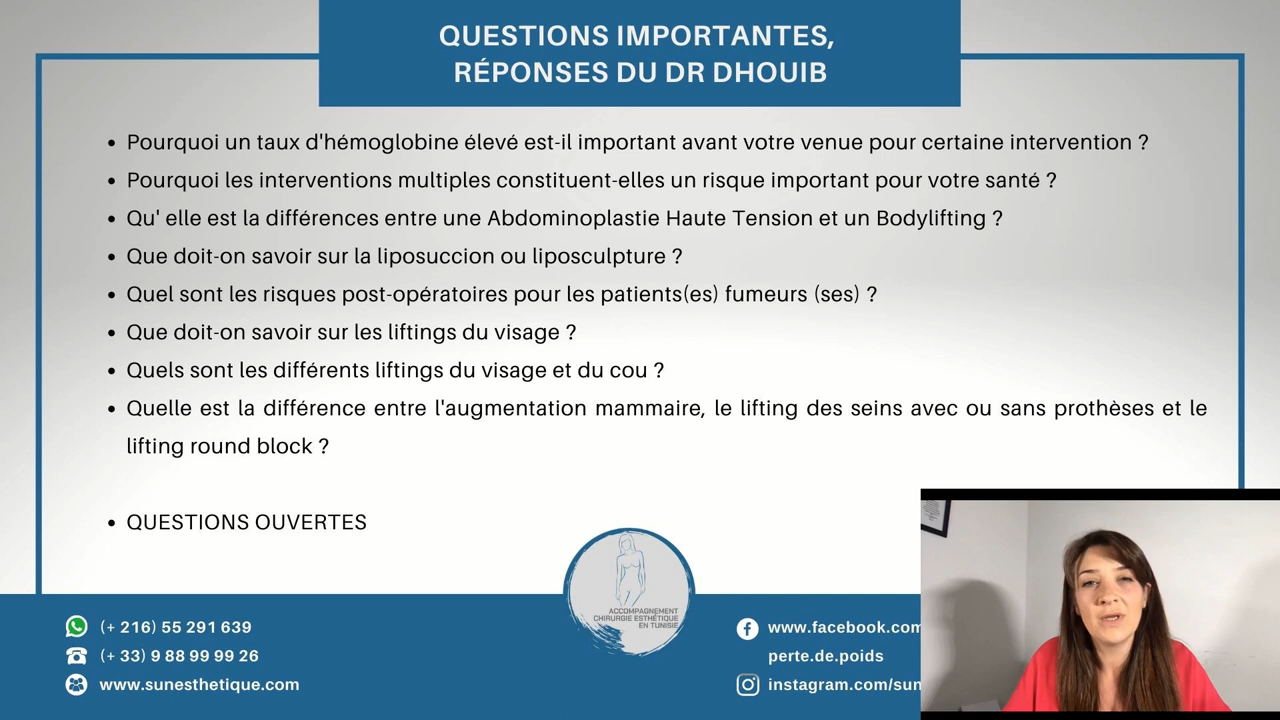 QUESTIONS IMPORTANTES,
RÉPONSES DU DR DHOUIB
• Pourquoi un taux d'hémoglobine élevé est-il important avant votre venue pour certaine intervention ?
• Pourquoi les interventions multiples constituent-elles un risque important pour votre santé ?
• Qu' elle est la différences entre une Abdominoplastie Haute Tension et un Bodylifting ?
• Que doit-on savoir sur la liposuccion ou liposculpture ?
• Quel sont les risques post-opératoires pour les patients(es) fumeurs (ses) ?
• Que doit-on savoir sur les liftings du visage ?
• Quels sont les différents liftings du visage et du cou ?
• Quelle est la différence entre l'augmentation mammaire, le lifting des seins avec ou sans prothèses et le
lifting round block ?
• QUESTIONS OUVERTES
ACCOMPAGNEMENT
CHIRURGIE ESTHÉTIQUE
EN TUNISIE
(+ 216) 55 291 639
(+ 33) 9 88 99 99 26
www.sunesthetique.com
www.facebook.com
perte.de.poids
instagram.com/sun